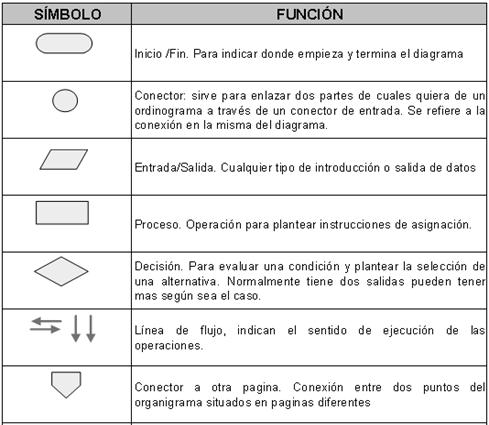 SÍMBOLO FUNCIÓN
Inicio /Fin. Para indicar donde empieza y termina el diagrama
Conector: sirve para enlazar dos partes de cuales quiera de un
ordinograma a través de un conector de entrada. Se refiere a la
conexión en la misma del diagrama.
Entrada/Salida. Cualquier tipo de introducción o salida de datos
Proceso. Operación para plantear instrucciones de asignación.
Decisión. Para evaluar una condición y plantear la selección de
una alternativa. Normalmente tiene dos salidas pueden tener
mas según sea el caso.
Línea de flujo, indican el sentido de ejecución de las
operaciones.
Conector a otra pagina. Conexión entre dos puntos del
organigrama situados en paginas diferentes